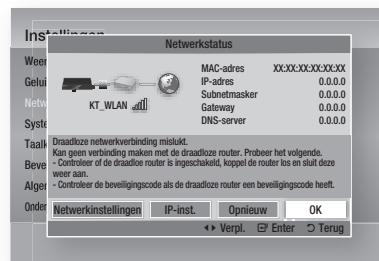 Instellingen
Netwerkstatus
Weer
Gelui
Netw
Syste
Taalk
Bevei
Alger
Onder
KT_WLAN
MAC-adres XX:XX:XX:XX:XX:XX
IP-adres 0.0.0.0
Subnetmasker 0.0.0.0
Gateway 0.0.0.0
DNS-server 0.0.0.0
Draadloze netwerkverbinding mislukt.
Kan geen verbinding maken met de draadloze router. Probeer het volgende.
- Controleer of de draadlee router is ingeschakeld, koppel de router los en sluit deze
weer aan.
- Controleer de beveiligingscode als de draadloze router een beveiligingscode heeft.
Netwerkinstellingen IP-inst. Opnieuw OK
Verpl. Enter Terug